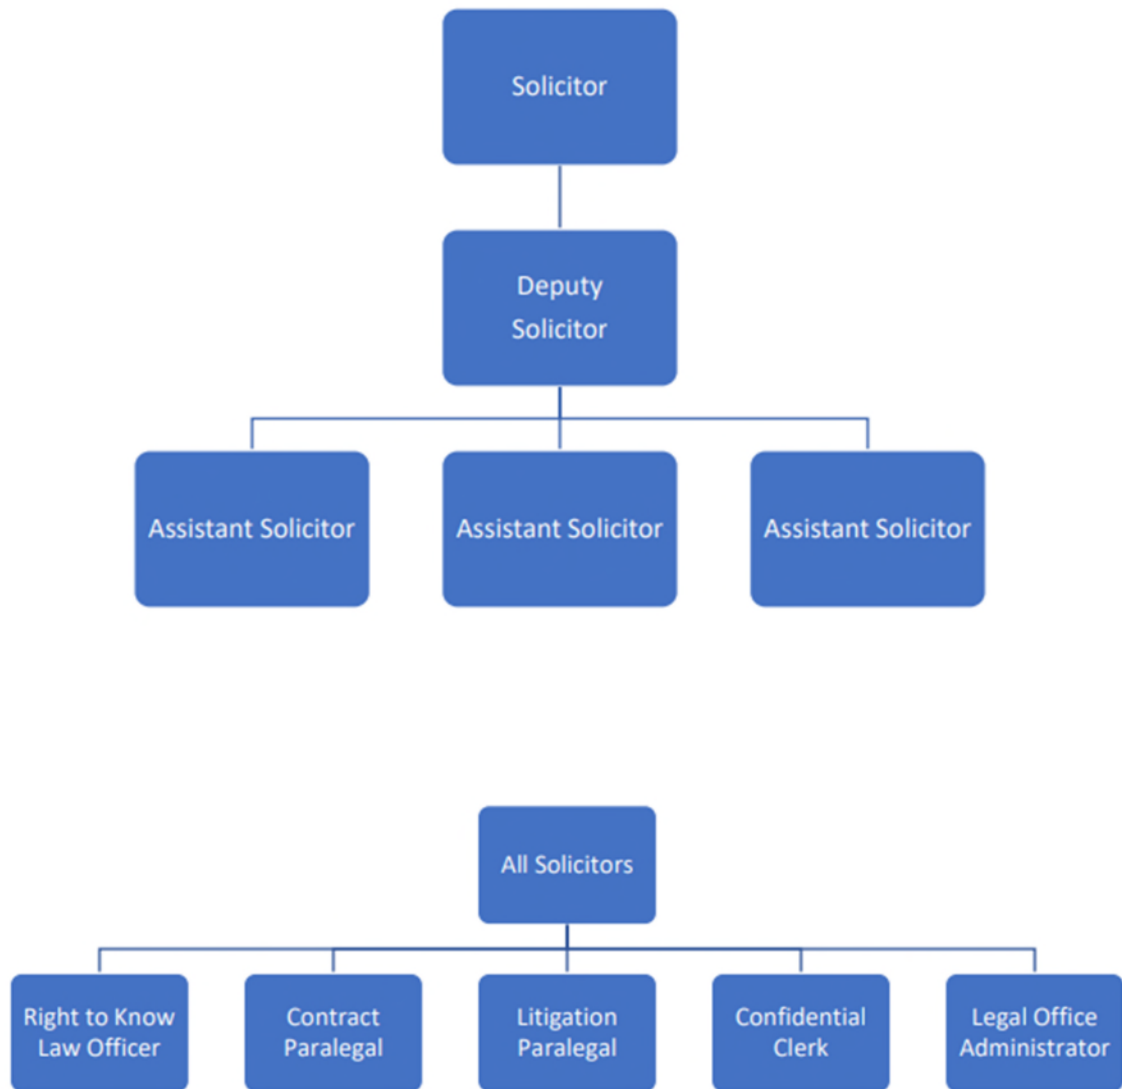 Solicitor
Deputy
Solicitor
Assistant Solicitor
Assistant Solicitor
Assistant Solicitor
All Solicitors
Right to Know
Law Officer
Contract
Paralegal
Litigation
Paralegal
Confidential
Clerk
Legal Office
Administrator